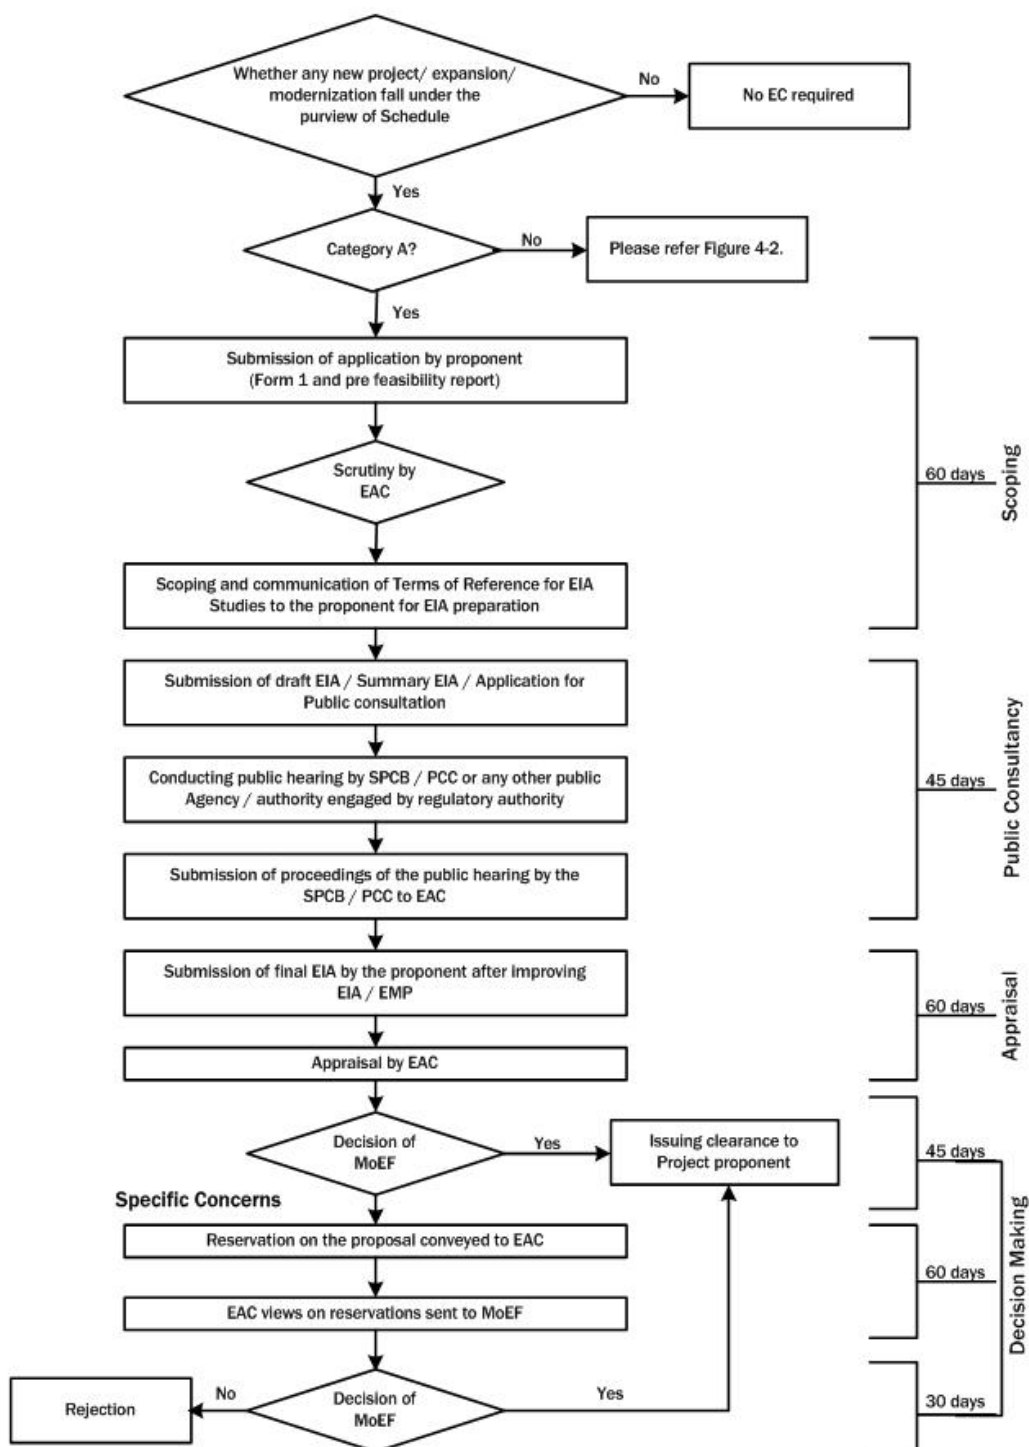 Whether any new project/ expansion/
modernization fall under the
purview of Schedule
No
No EC required
Yes
Category A?
No
Please refer Figure 4-2.
Yes
Submission of application by proponent
(Form 1 and pre feasibility report)
Scrutiny by
EAC
60 days
Scoping
Scoping and communication of Terms of Reference for EIA
Studies to the proponent for EIA preparation
Submission of draft EIA / Summary EIA / Application for
Public consultation
Conducting public hearing by SPCB / PCC or any other public
Agency / authority engaged by regulatory authority
45 days
Public Consultancy
Submission of proceedings of the public hearing by the
SPCB / PCC to EAC
Submission of final EIA by the proponent after improving
EIA / EMP
60 days
Appraisal
Appraisal by EAC
Decision of
MoEF
Yes
Issuing clearance to
Project proponent
45 days
Specific Concerns
Reservation on the proposal conveyed to EAC
60 days
Decision Making
EAC views on reservations sent to MoEF
Decision of
MoEF
No
Rejection
Yes
30 days